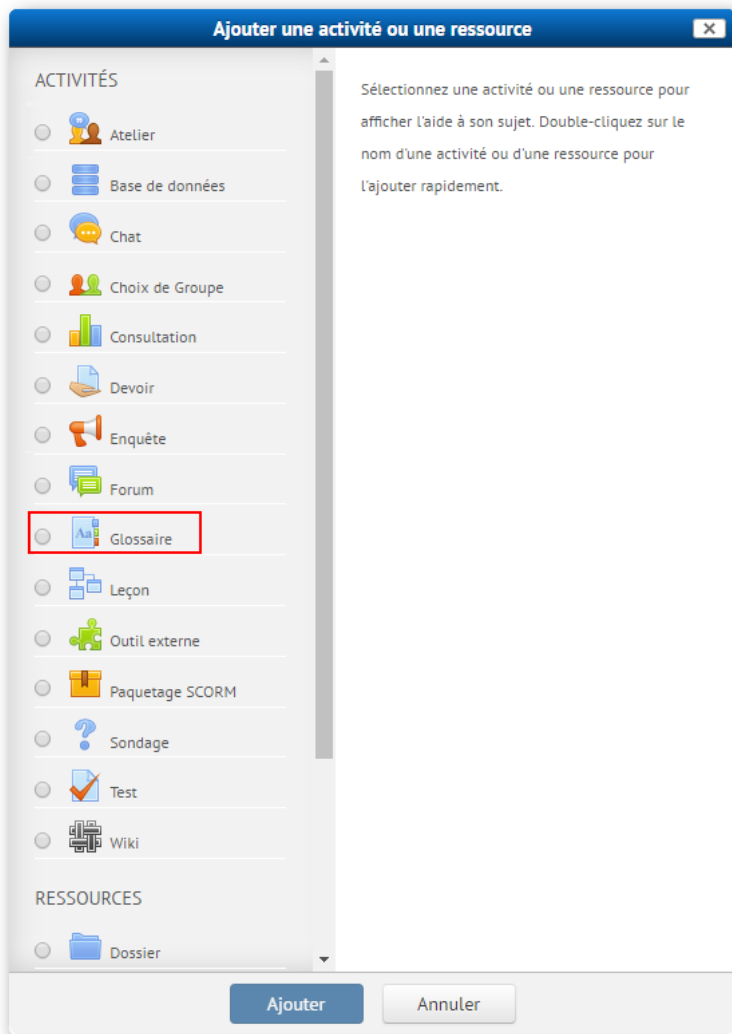 Ajouter une activité ou une ressource
ACTIVITÉS
Atelier
Base de données
Chat
Choix de Groupe
Consultation
Devoir
Enquête
Forum
Aa
Glossaire
Leçon
Outil externe
Paquetage SCORM
Sondage
Test
Wiki
RESSOURCES
Dossier
Sélectionnez une activité ou une ressource pour
afficher l'aide à son sujet. Double-cliquez sur le
nom d'une activité ou d'une ressource pour
l'ajouter rapidement.
Ajouter
Annuler